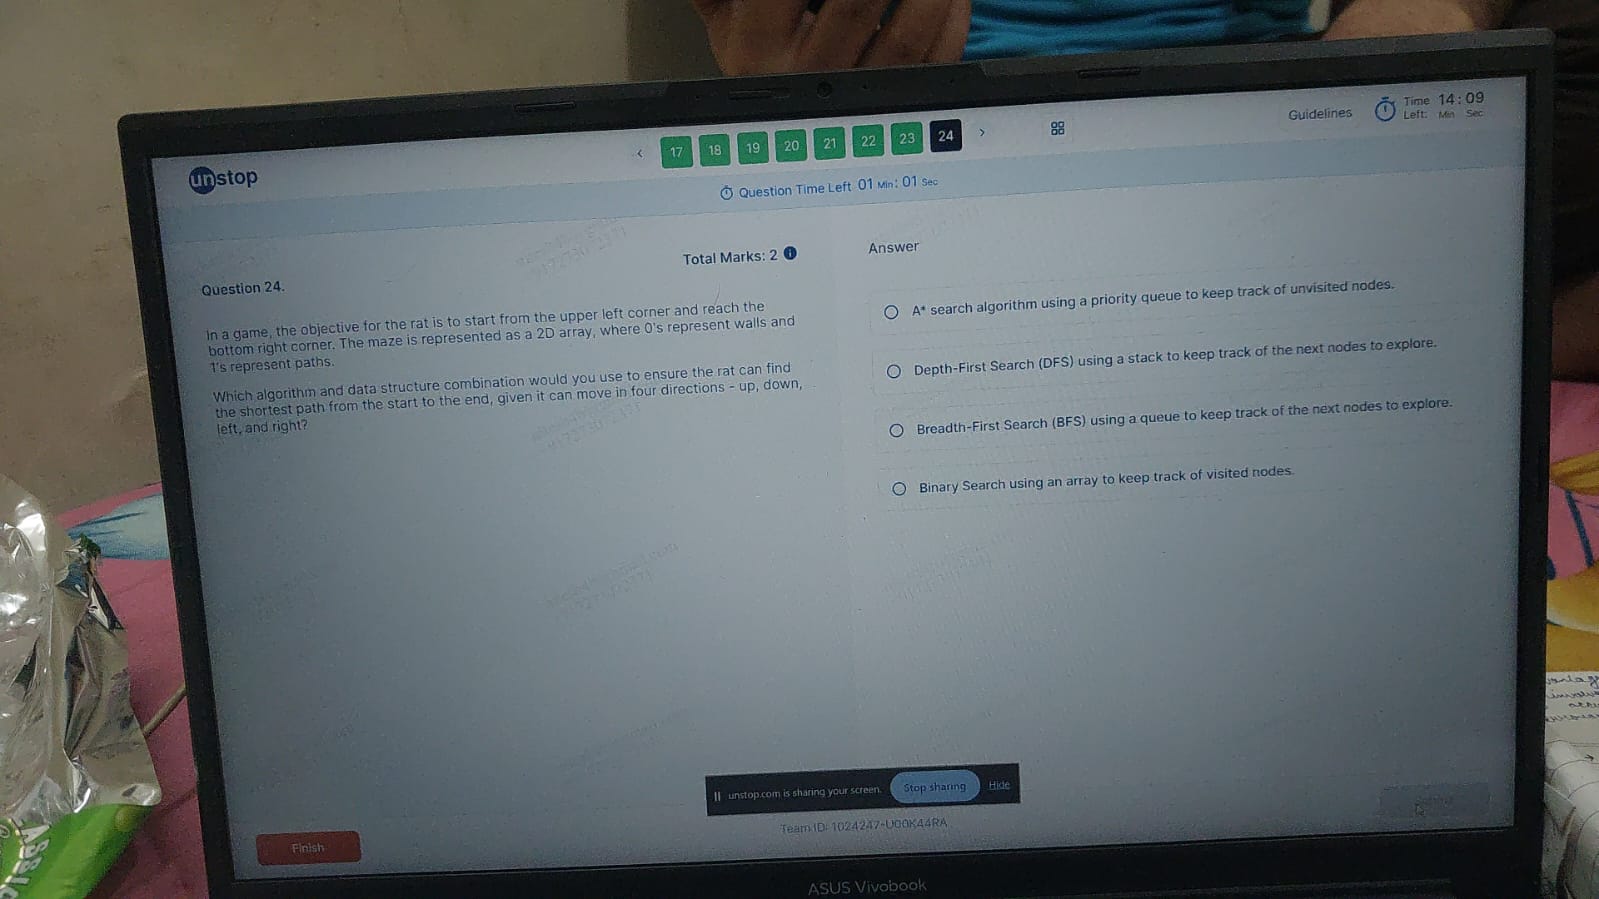 unstop
17 18 19 20 21 22 23 24
Guidelines
Time Left: 14 : 09
Min Sec
Question Time Left 01 Min : 01 Sec
Total Marks: 2
Question 24.
In a game, the objective for the rat is to start from the upper left corner and reach the
bottom right corner. The maze is represented as a 2D array, where 0's represent walls and
1's represent paths.
Which algorithm and data structure combination would you use to ensure the rat can find
the shortest path from the start to the end, given it can move in four directions - up, down,
left, and right?
Answer
A* search algorithm using a priority queue to keep track of unvisited nodes.
Depth-First Search (DFS) using a stack to keep track of the next nodes to explore.
Breadth-First Search (BFS) using a queue to keep track of the next nodes to explore.
Binary Search using an array to keep track of visited nodes.
unstop.com is sharing your screen.
Stop sharing
Hide
Team ID: 1024247-U00K44RA
Finish
ASUS Vivobook